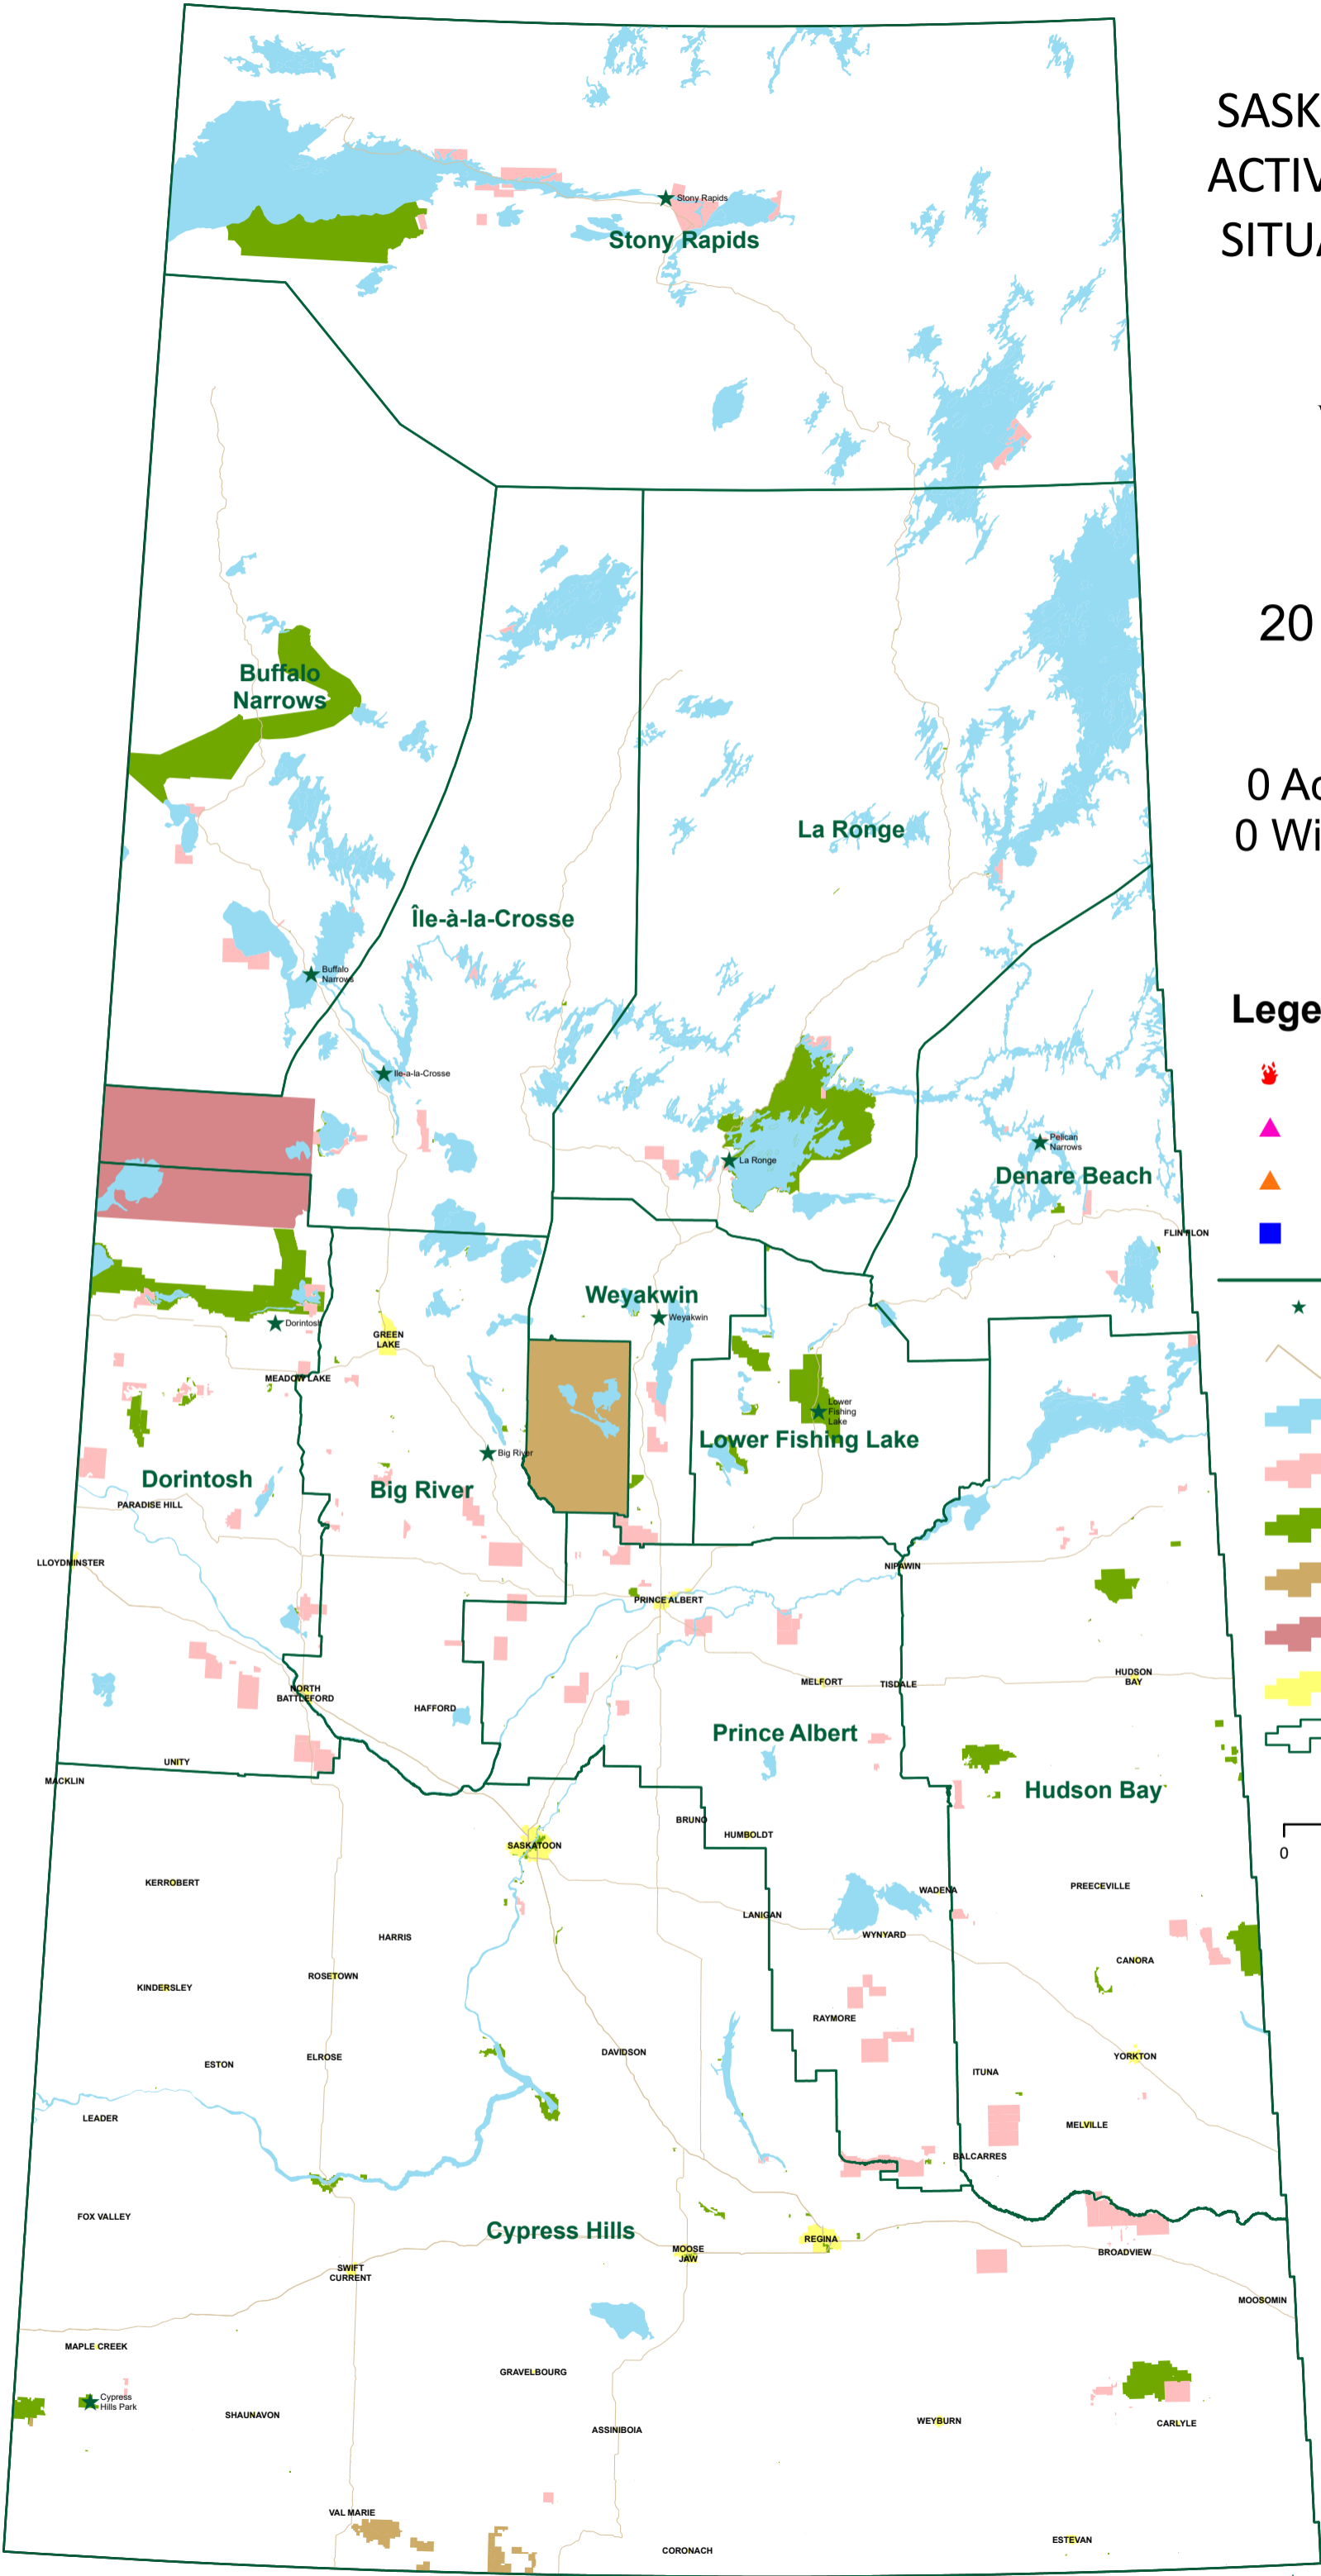 SASK
ACTIV
SITUA
20
0 Ac
0 Wi
Lege
0
Stony Rapids
Stony Rapids
Buffalo
Narrows
La Ronge
Île-à-la-Crosse
Buffalo
Narrows
Ile-a-la-Crosse
Pelican
Narrows
La Ronge
Denare Beach
FLIN FLON
Weyakwin
Weyakwin
Dorintosh
GREEN
LAKE
MEADOW LAKE
Lower
Fishing
Lake
Lower Fishing Lake
Big River
Dorintosh
Big River
PARADISE HILL
LLOYDMINSTER
NIPAWIN
PRINCE ALBERT
HUDSON
BAY
MELFORT
TISDALE
NORTH
BATTLEFORD
HAFFORD
Prince Albert
UNITY
MACKLIN
Hudson Bay
BRUNO
HUMBOLDT
SASKATOON
KERROBERT
PREECEVILLE
WADENA
LANIGAN
WYNYARD
HARRIS
CANORA
ROSETOWN
KINDERSLEY
RAYMORE
DAVIDSON
YORKTON
ELROSE
ESTON
ITUNA
LEADER
MELVILLE
BALCARRES
FOX VALLEY
Cypress Hills
REGINA
MOOSE
JAW
BROADVIEW
SWIFT
CURRENT
MOOSOMIN
MAPLE CREEK
GRAVELBOURG
Cypress
Hills Park
SHAUNAVON
WEYBURN
CARLYLE
ASSINIBOIA
VAL MARIE
ESTEVAN
CORONACH